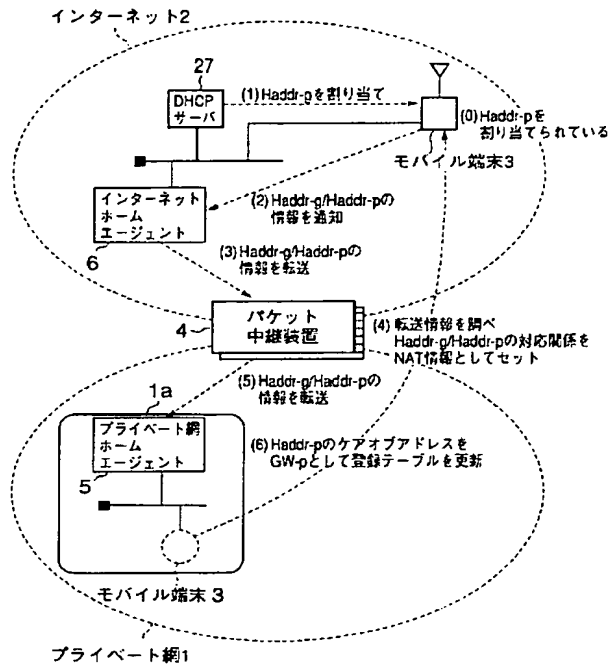 インターネット2
27
DHCP
サーバ
(1) Haddr-pを割り当て
(0) Haddr-pを
割り当てられている
モバイル端末3
インターネット
ホーム
エージェント
6
(2) Haddr-g/Haddr-pの
情報を通知
(3) Haddr-g/Haddr-pの
情報を転送
4
パケット
中継装置
(4) 転送情報を調べ
Haddr-g/Haddr-pの対応関係を
NAT情報としてセット
(5) Haddr-g/Haddr-pの
情報を転送
1a
プライベート網
ホーム
エージェント
5
(6) Haddr-pのケアオブアドレスを
GW-pとして登録テーブルを更新
モバイル端末3
プライベート網1